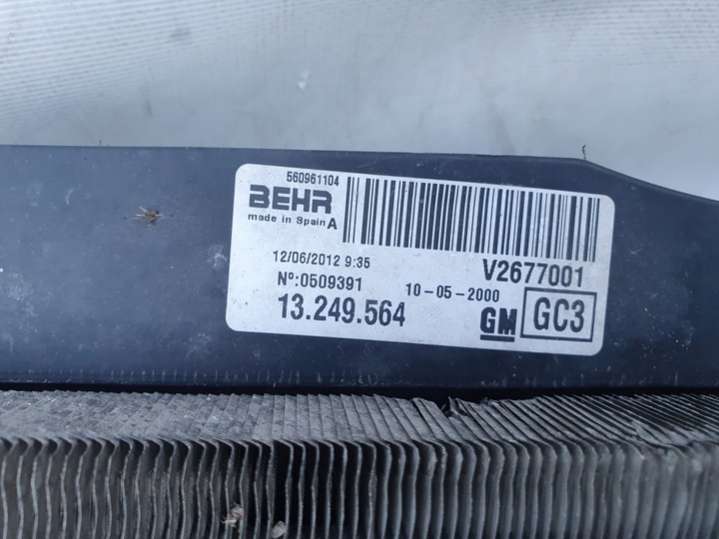 560961104
BEHR
made in Spain A
12/06/2012 9:35
V2677001
Nº:0509391
10-05-2000
13.249.564
GM
GC3